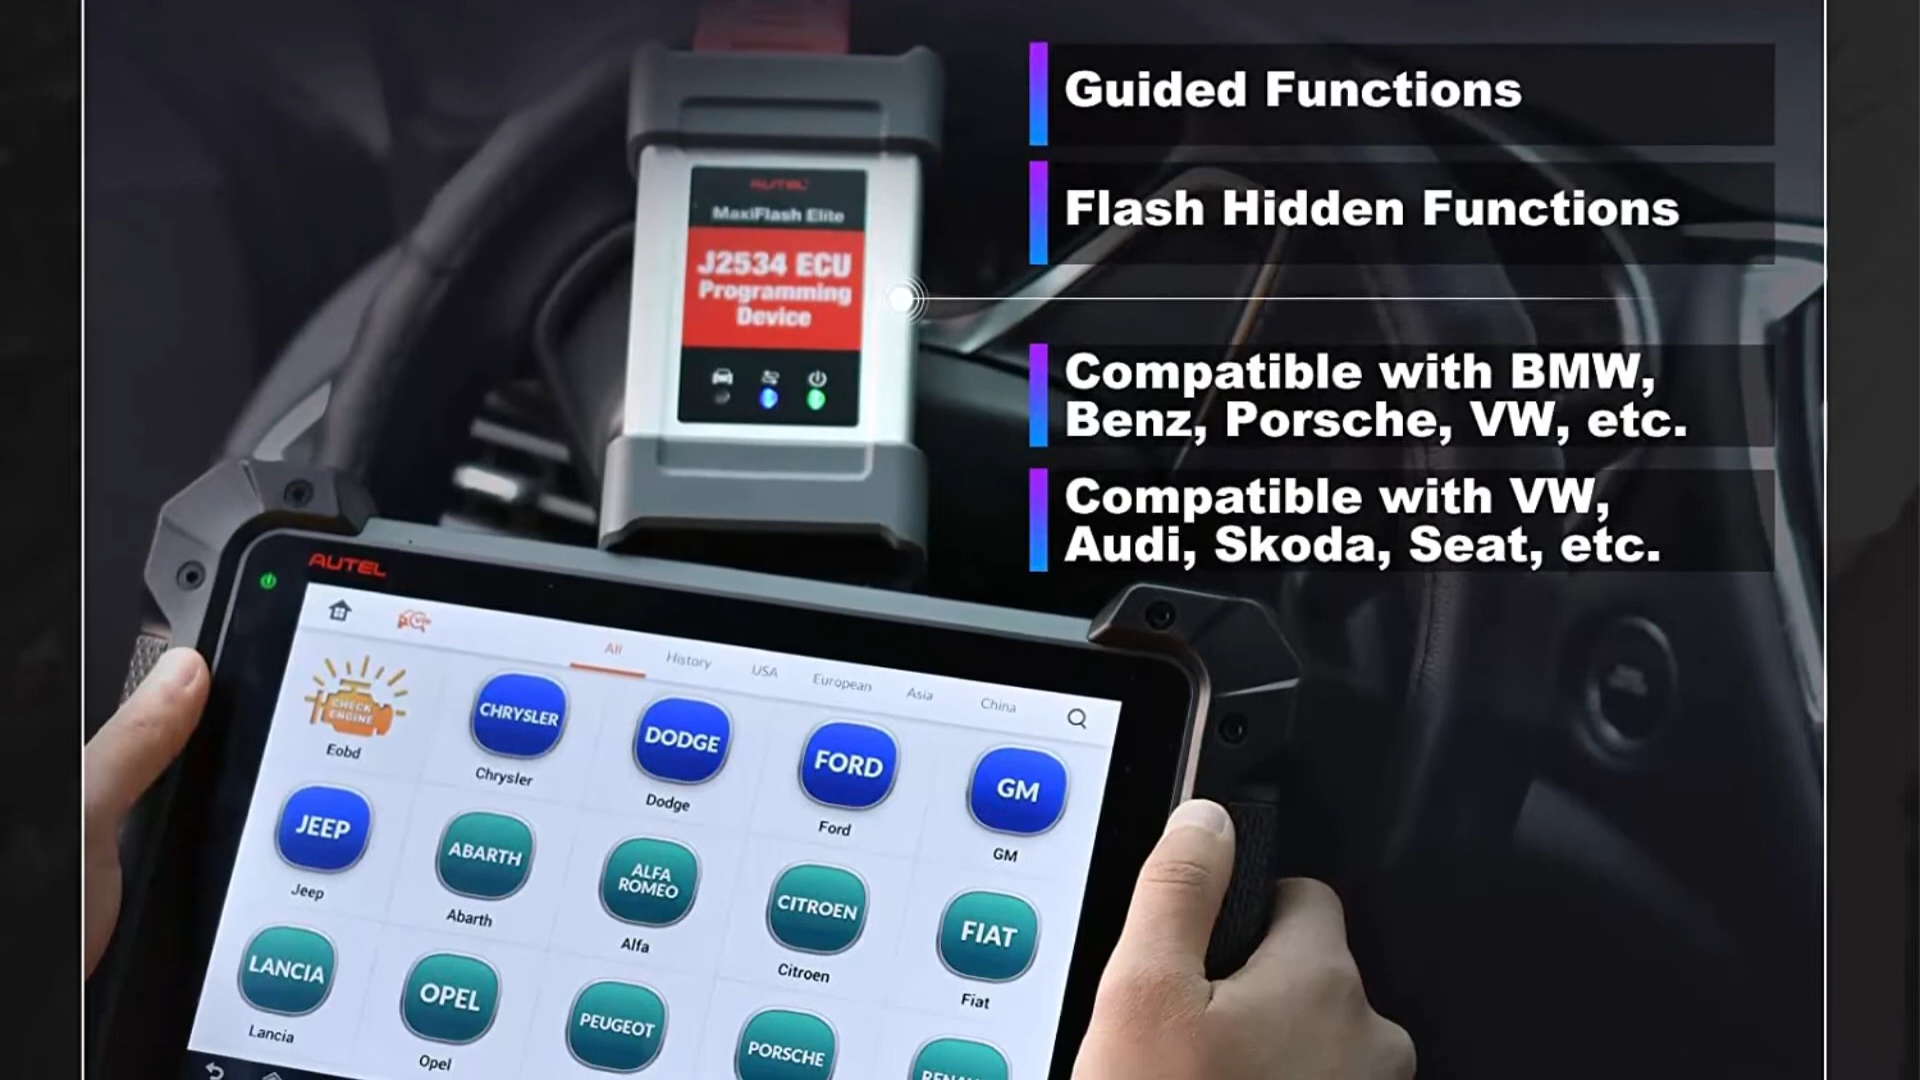 Guided Functions
Flash Hidden Functions
Compatible with BMW,
Benz, Porsche, VW, etc.
Compatible with VW,
Audi, Skoda, Seat, etc.
AUTEL
MaxiFlash Elite
J2534 ECU
Programming
Device
AUTEL
All History USA European Asia China
CHECK
ENGINE
Eobd
CHRYSLER
Chrysler
DODGE
Dodge
FORD
Ford
GM
GM
JEEP
Jeep
ABARTH
Abarth
ALFA
ROMEO
Alfa
CITROEN
Citroen
FIAT
Fiat
LANCIA
Lancia
OPEL
Opel
PEUGEOT
PORSCHE